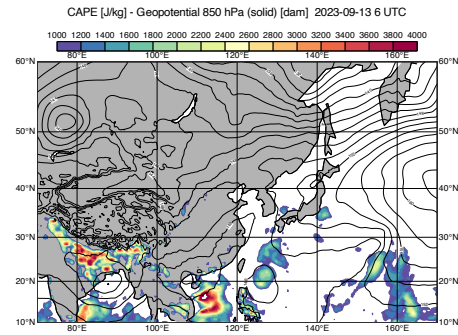 CAPE [J/kg] - Geopotential 850 hPa (solid) [dam] 2023-09-13 6 UTC
1000 1200 1400 1600 1800 2000 2200 2400 2600 2800 3000 3200 3400 3600 3800 4000
80°E 100°E 120°E 140°E 160°E
60°N 60°N
50°N 50°N
40°N 40°N
30°N 30°N
20°N 20°N
10°N 10°N
80°E 100°E 120°E 140°E 160°E